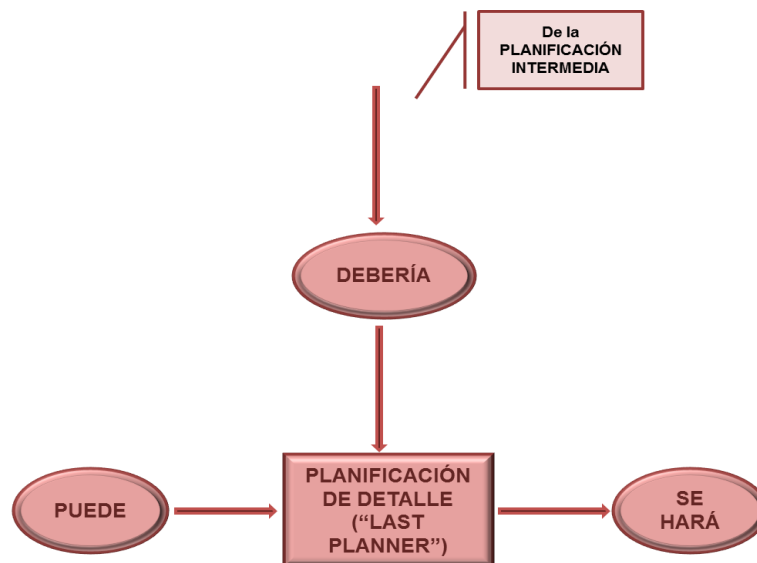 De la
PLANIFICACIÓN
INTERMEDIA
DEBERÍA
PUEDE
PLANIFICACIÓN
DE DETALLE
(“LAST
PLANNER”)
SE
HARÁ